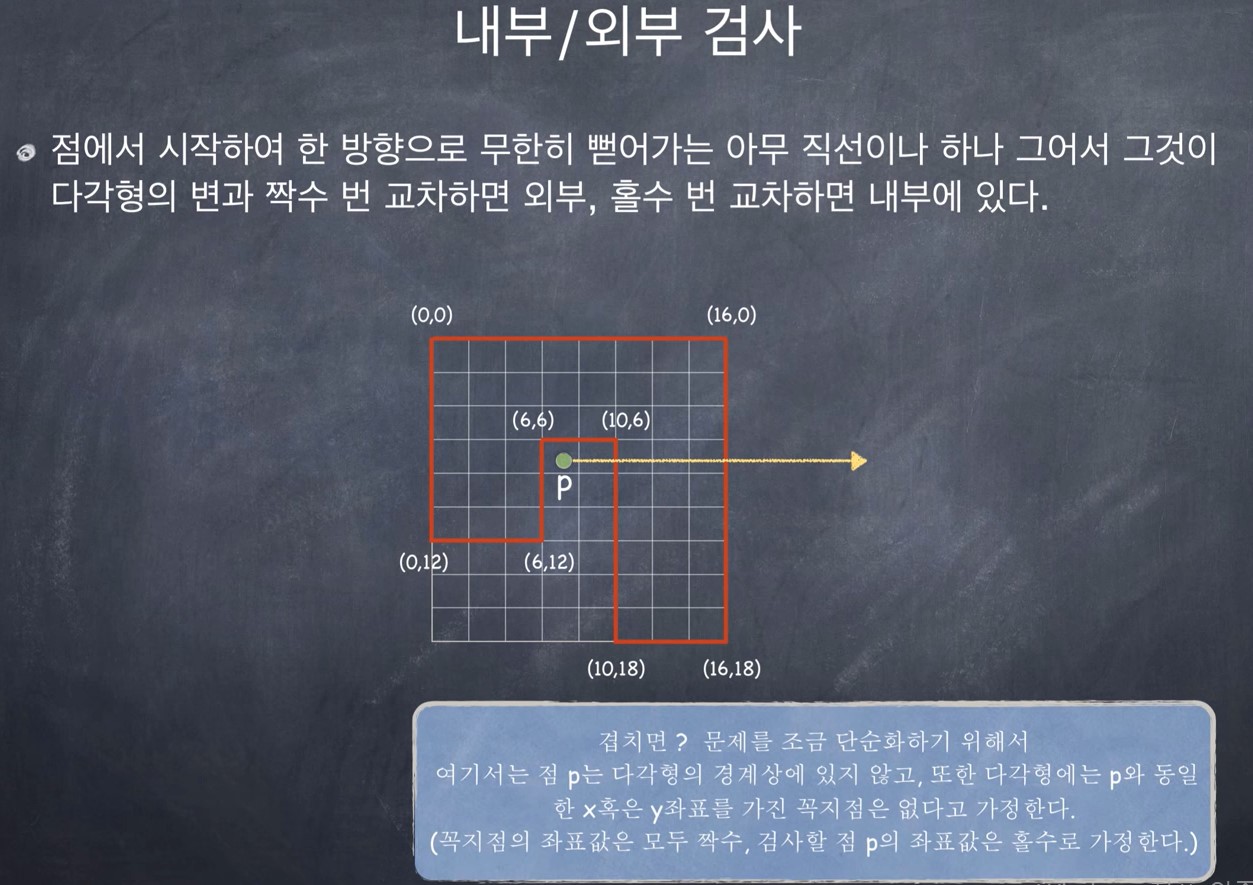 내부/외부 검사
점에서 시작하여 한 방향으로 무한히 뻗어가는 아무 직선이나 하나 그어서 그것이
다각형의 변과 짝수 번 교차하면 외부, 홀수 번 교차하면 내부에 있다.
(0,0)
(16,0)
(6,6)
(10,6)
p
(0,12)
(6,12)
(10,18)
(16,18)
겹치면? 문제를 조금 단순화하기 위해서
여기서는 점 p는 다각형의 경계상에 있지 않고, 또한 다각형에는 p와 동일
한 x혹은 y좌표를 가진 꼭지점은 없다고 가정한다.
(꼭지점의 좌표값은 모두 짝수, 검사할 점 p의 좌표값은 홀수로 가정한다.)